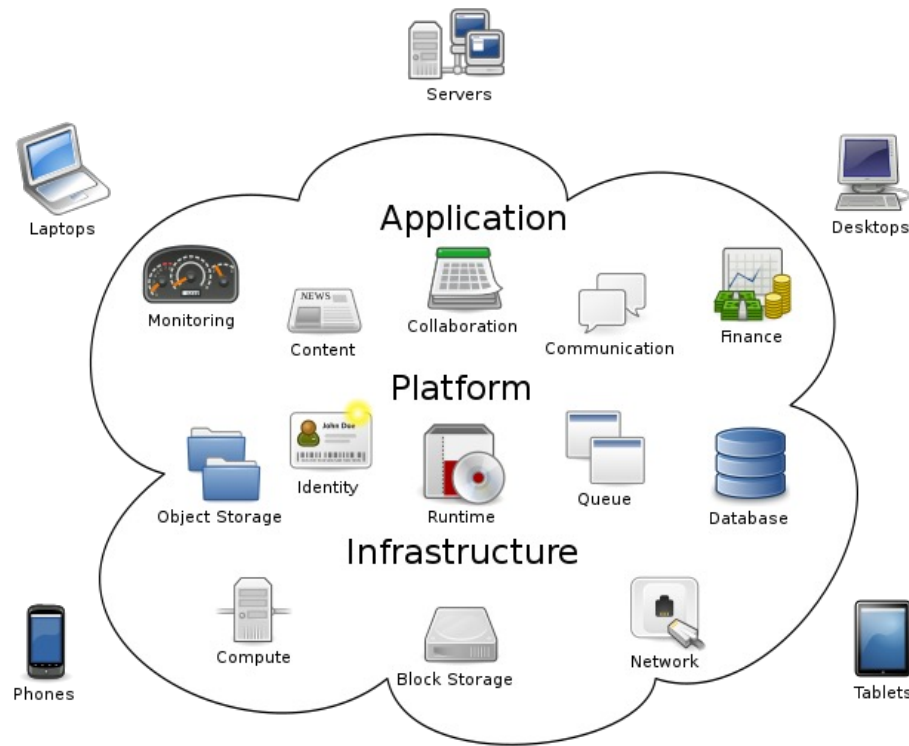 Servers
Laptops
Desktops
Application
Monitoring
NEWS
Content
Collaboration
Communication
Finance
Platform
Object Storage
John Doe
Identity
Runtime
Queue
Database
Infrastructure
Compute
Block Storage
Network
Phones
Tablets